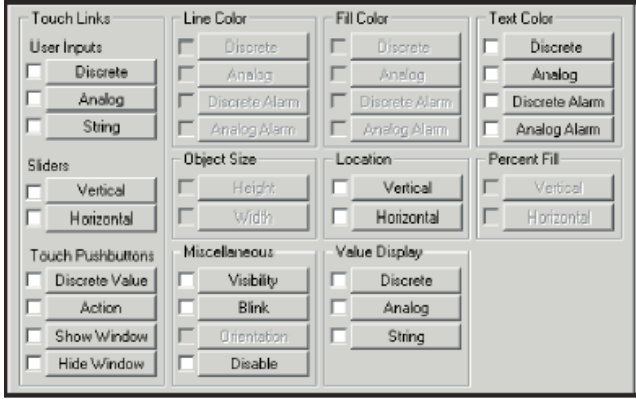 Touch Links
User Inputs
Discrete
Analog
String
Sliders
Vertical
Horizontal
Touch Pushbuttons
Discrete Value
Action
Show Window
Hide Window
Line Color
Discrete
Analog
Discrete Alarm
Analog Alarm
Object Size
Height
Width
Miscellaneous
Visibility
Blink
Orientation
Disable
Fill Color
Discrete
Analog
Discrete Alarm
Analog Alarm
Location
Vertical
Horizontal
Value Display
Discrete
Analog
String
Text Color
Discrete
Analog
Discrete Alarm
Analog Alarm
Percent Fill
Vertical
Horizontal